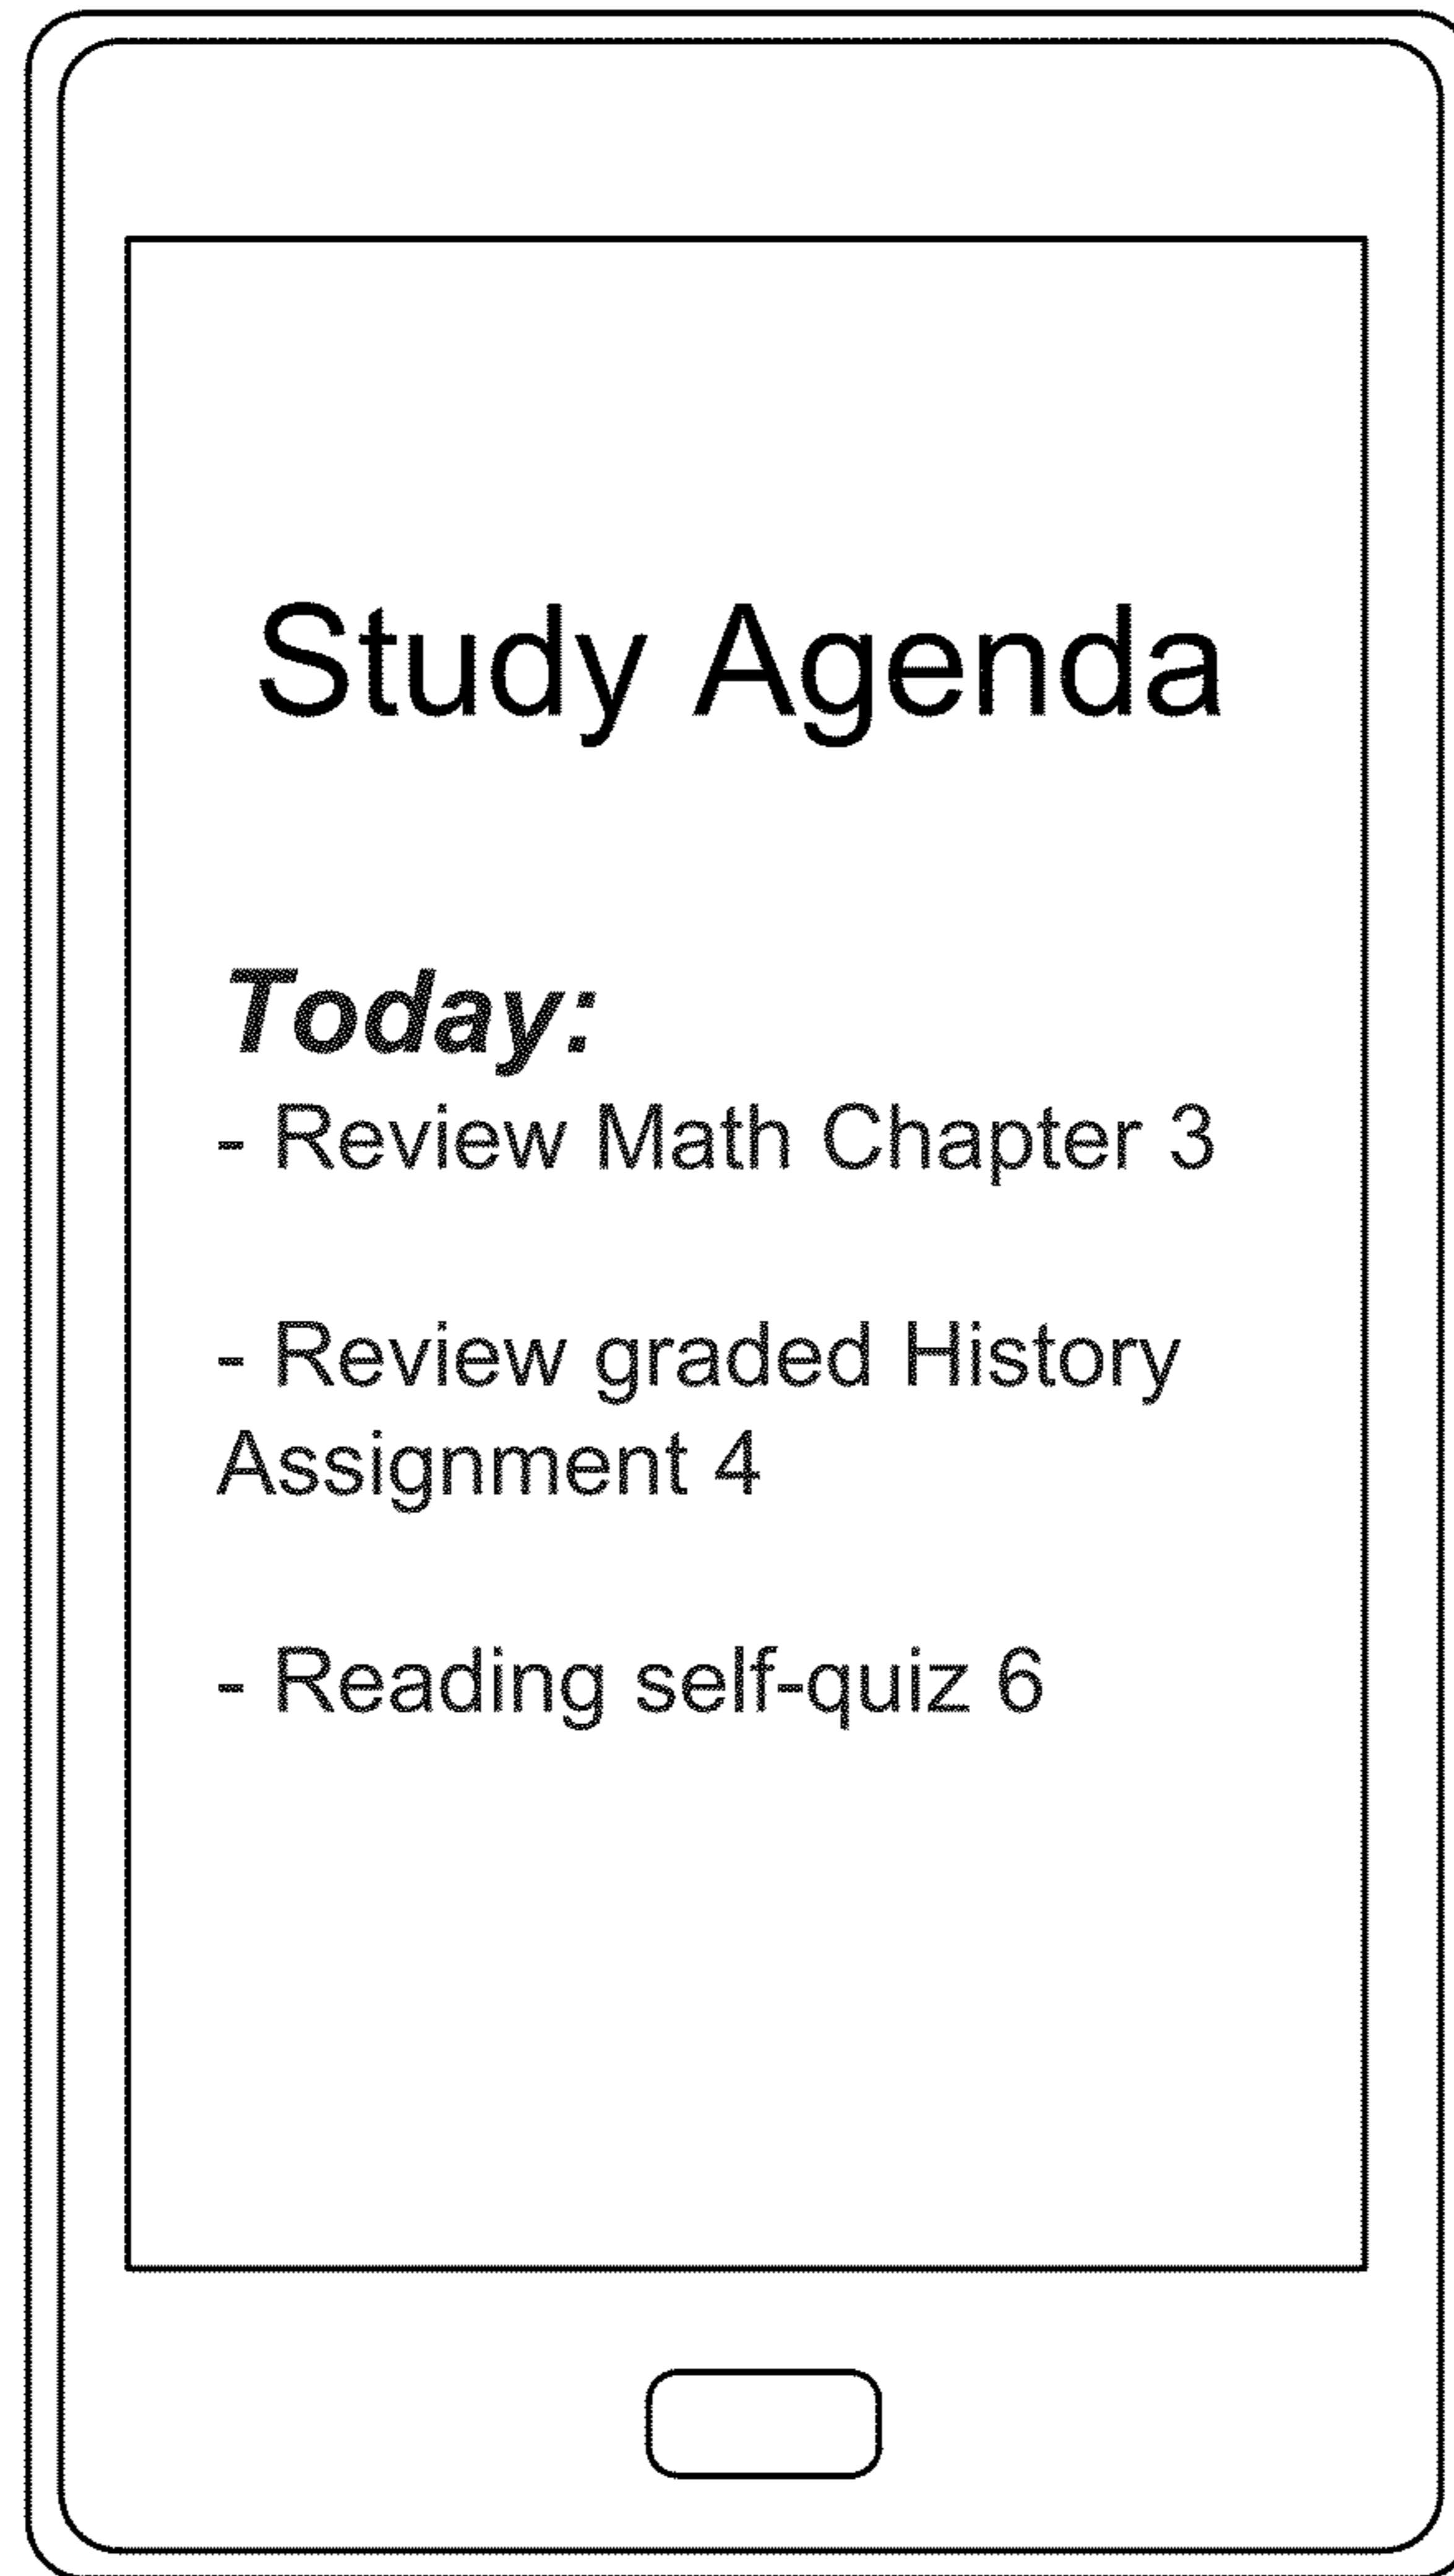 Study Agenda
Today:
- Review Math Chapter 3
- Review graded History
Assignment 4
- Reading self-quiz 6